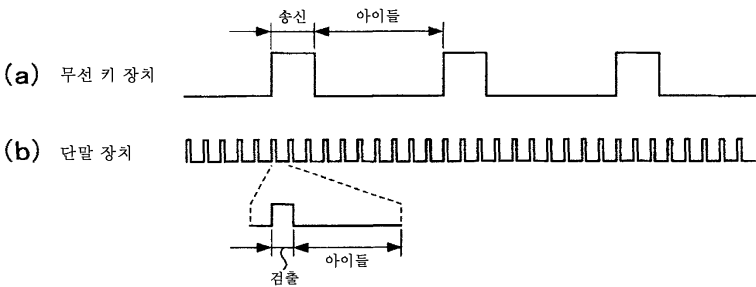 송신 아이들
(a) 무선 키 장치
(b) 단말 장치
아이들
검출